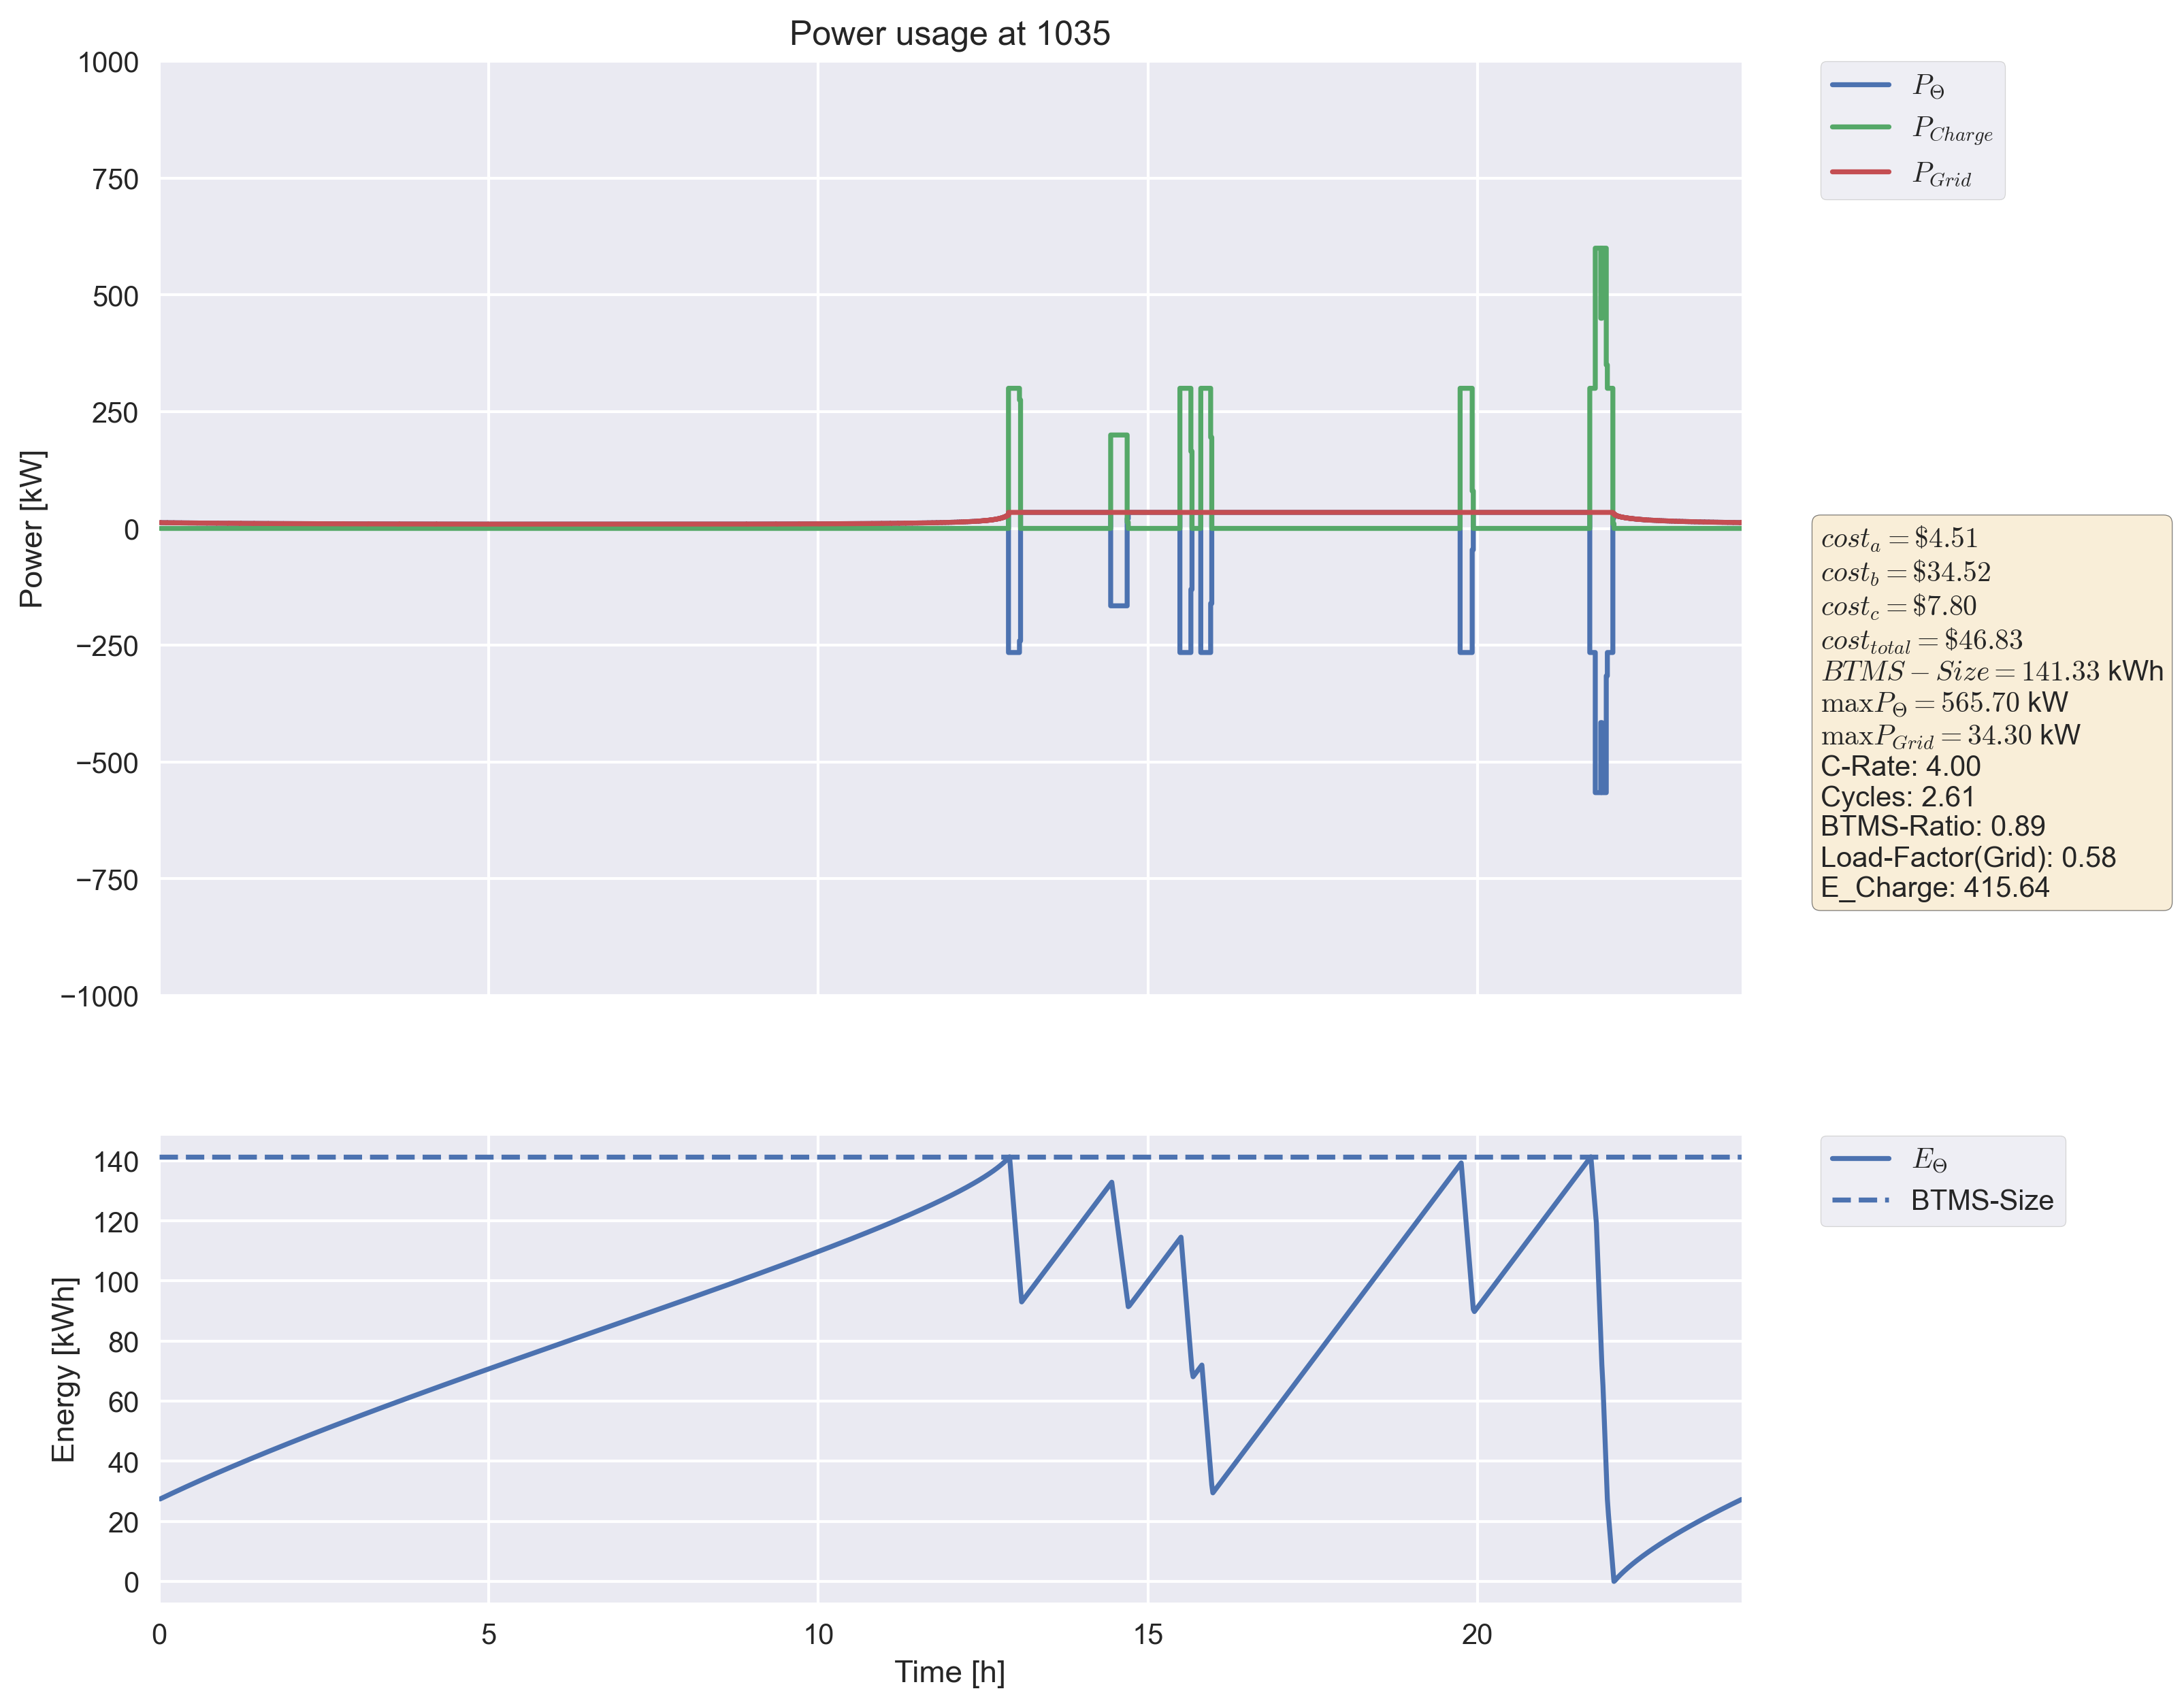 Power usage at 1035
1000
750
500
250
0
−250
−500
−750
−1000
Power [kW]
P_Θ
P_Charge
P_Grid
cost_a = $4.51
cost_b = $34.52
cost_c = $7.80
cost_total = $46.83
BTMS − Size = 141.33 kWh
maxP_Θ = 565.70 kW
maxP_Grid = 34.30 kW
C-Rate: 4.00
Cycles: 2.61
BTMS-Ratio: 0.89
Load-Factor(Grid): 0.58
E_Charge: 415.64
140
120
100
80
60
40
20
0
Energy [kWh]
E_Θ
BTMS-Size
0 5 10 15 20
Time [h]